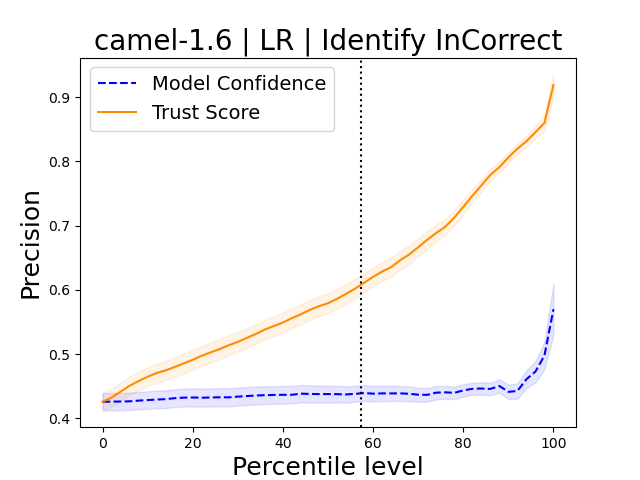 camel-1.6 | LR | Identify InCorrect
Model Confidence
Trust Score
Precision
0.9
0.8
0.7
0.6
0.5
0.4
0
20
40
60
80
100
Percentile level